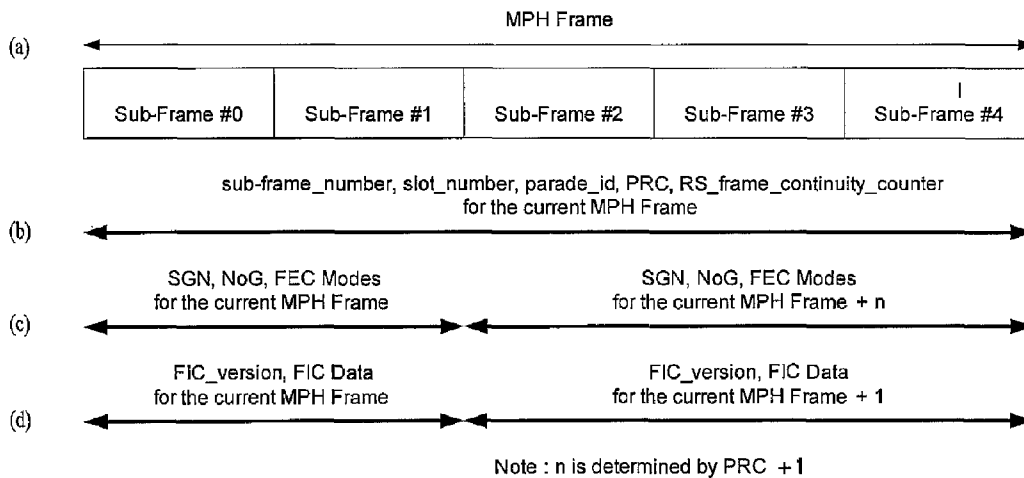 MPH Frame
(a)
Sub-Frame #0 Sub-Frame #1 Sub-Frame #2 Sub-Frame #3 Sub-Frame #4
sub-frame_number, slot_number, parade_id, PRC, RS_frame_continuity_counter
for the current MPH Frame
(b)
SGN, NoG, FEC Modes SGN, NoG, FEC Modes
for the current MPH Frame for the current MPH Frame + n
(c)
FIC_version, FIC Data FIC_version, FIC Data
for the current MPH Frame for the current MPH Frame + 1
(d)
Note : n is determined by PRC + 1